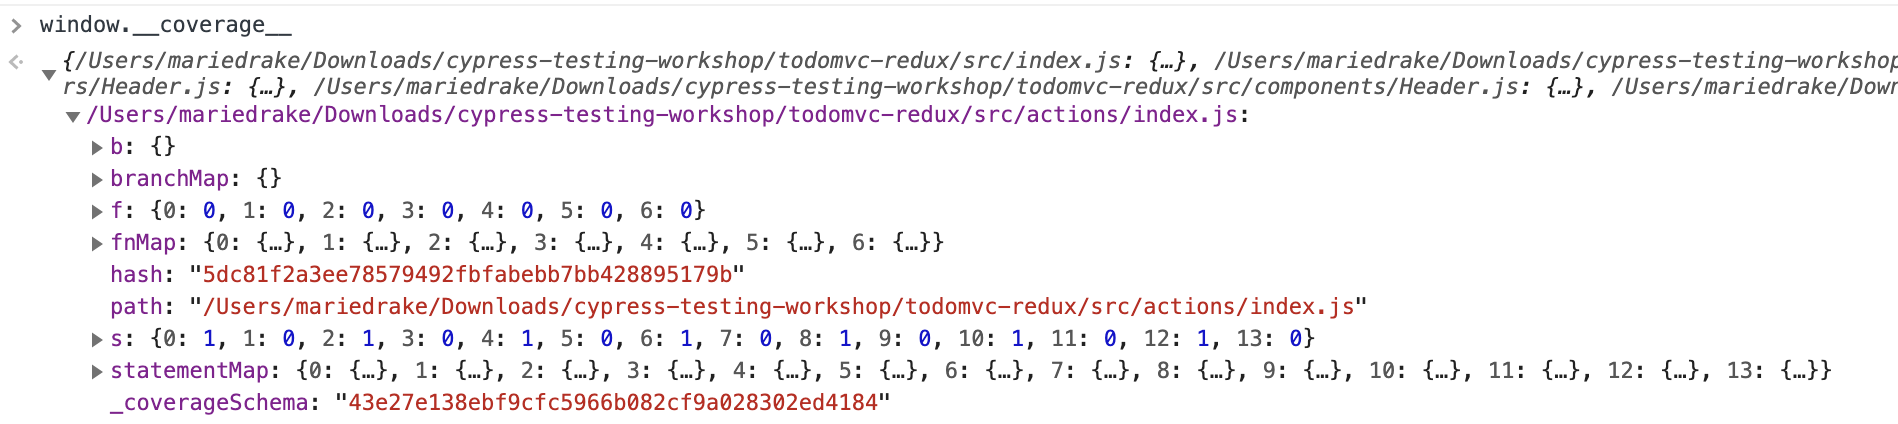 > window.__coverage__
{/Users/mariedrake/Downloads/cypress-testing-workshop/todomvc-redux/src/index.js: {…}, /Users/mariedrake/Downloads/cypress-testing-workshop
rs/Header.js: {…}, /Users/mariedrake/Downloads/cypress-testing-workshop/todomvc-redux/src/components/Header.js: {…}, /Users/mariedrake/Down
/Users/mariedrake/Downloads/cypress-testing-workshop/todomvc-redux/src/actions/index.js:
b: {}
branchMap: {}
f: {0: 0, 1: 0, 2: 0, 3: 0, 4: 0, 5: 0, 6: 0}
fnMap: {0: {…}, 1: {…}, 2: {…}, 3: {…}, 4: {…}, 5: {…}, 6: {…}}
hash: "5dc81f2a3ee78579492fbfabebb7bb428895179b"
path: "/Users/mariedrake/Downloads/cypress-testing-workshop/todomvc-redux/src/actions/index.js"
s: {0: 1, 1: 0, 2: 1, 3: 0, 4: 1, 5: 0, 6: 1, 7: 0, 8: 1, 9: 0, 10: 1, 11: 0, 12: 1, 13: 0}
statementMap: {0: {…}, 1: {…}, 2: {…}, 3: {…}, 4: {…}, 5: {…}, 6: {…}, 7: {…}, 8: {…}, 9: {…}, 10: {…}, 11: {…}, 12: {…}, 13: {…}}
_coverageSchema: "43e27e138ebf9cfc5966b082cf9a028302ed4184"